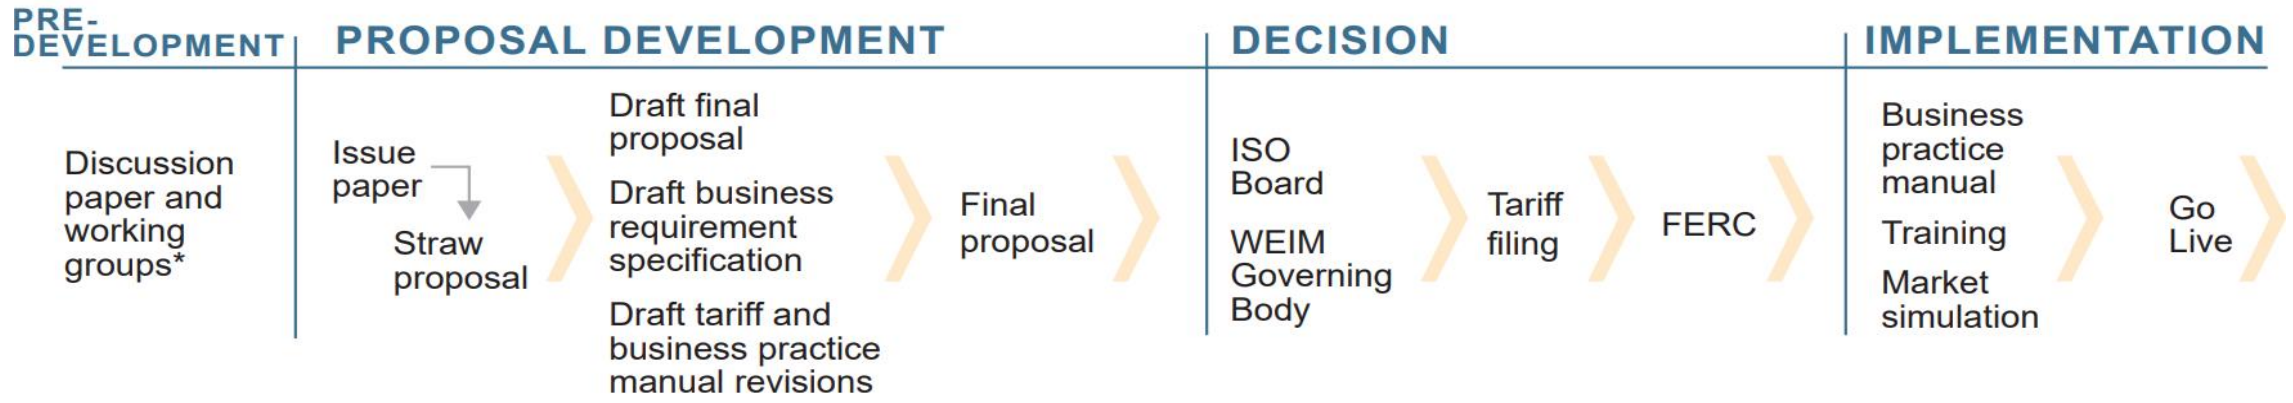 PRE-
DEVELOPMENT
PROPOSAL DEVELOPMENT
DECISION
IMPLEMENTATION
Discussion
paper and
working
groups*
Issue
paper
Straw
proposal
Draft final
proposal
Draft business
requirement
specification
Draft tariff and
business practice
manual revisions
Final
proposal
ISO
Board
WEIM
Governing
Body
Tariff
filing
FERC
Business
practice
manual
Training
Market
simulation
Go
Live